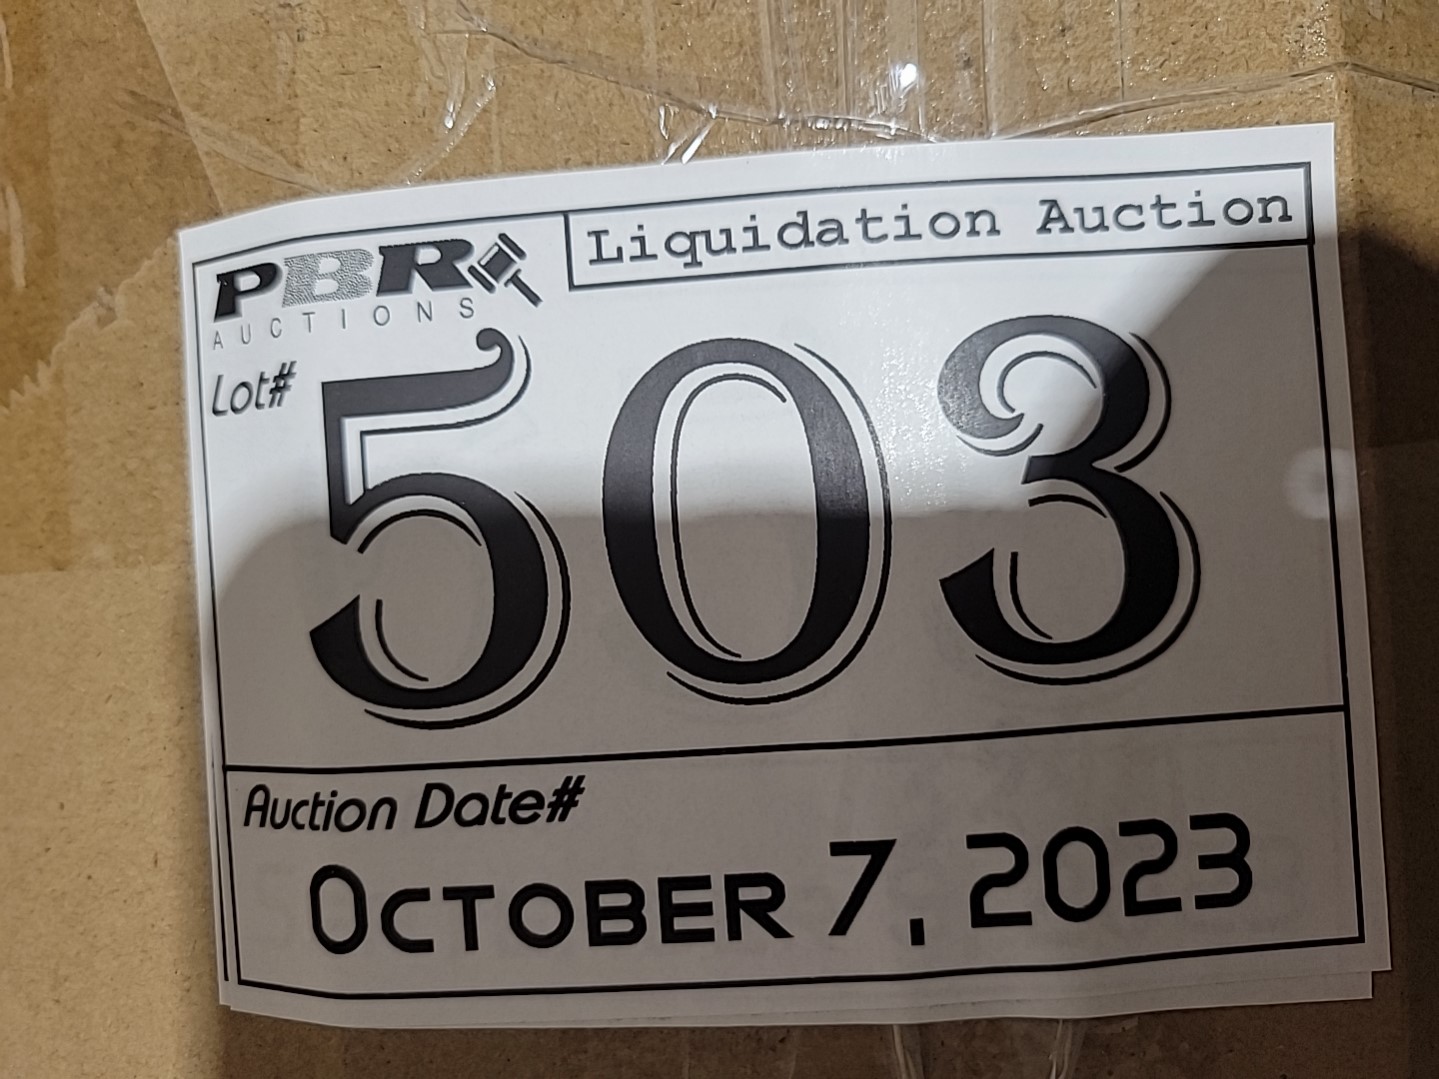 PBR
AUCTIONS
Liquidation Auction
Lot#
503
Auction Date#
OCTOBER 7, 2023